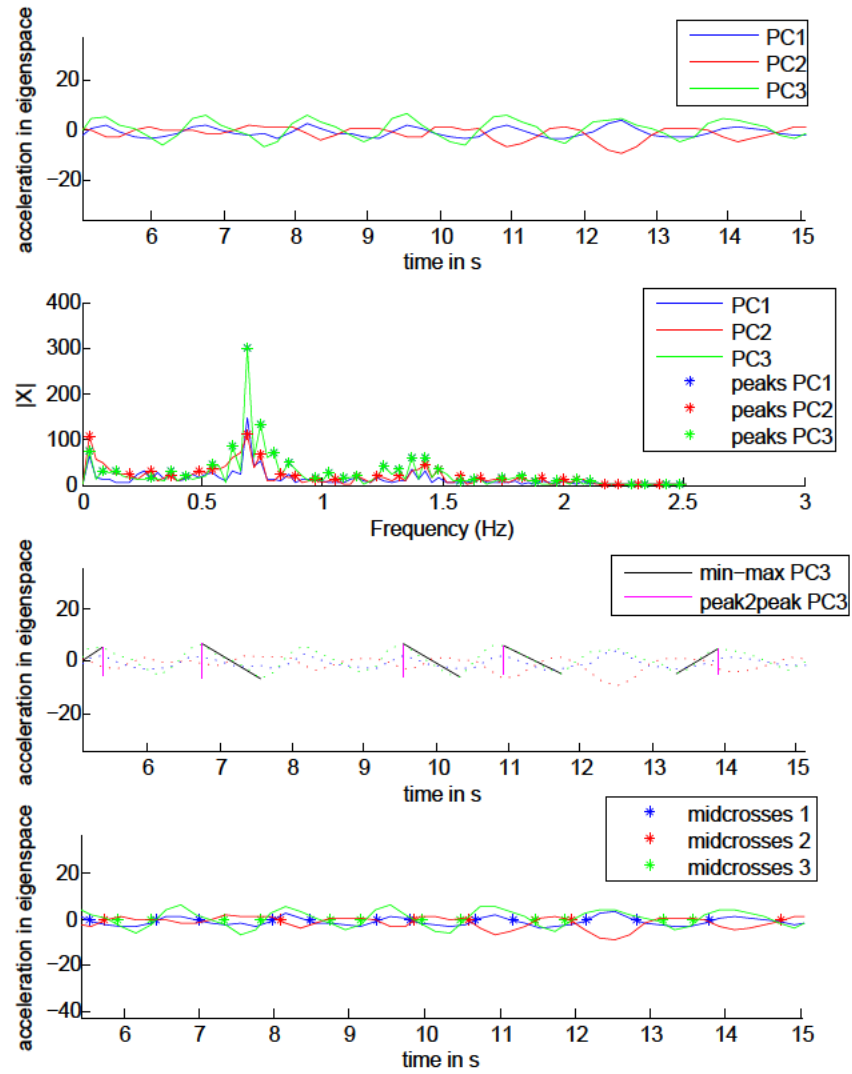 acceleration in eigenspace
20
0
−20
PC1
PC2
PC3
6 7 8 9 10 11 12 13 14 15
time in s
|X|
400
300
200
100
0
PC1
PC2
PC3
peaks PC1
peaks PC2
peaks PC3
0 0.5 1 1.5 2 2.5 3
Frequency (Hz)
acceleration in eigenspace
20
0
−20
min−max PC3
peak2peak PC3
6 7 8 9 10 11 12 13 14 15
time in s
acceleration in eigenspace
20
0
−20
−40
midcrosses 1
midcrosses 2
midcrosses 3
6 7 8 9 10 11 12 13 14 15
time in s